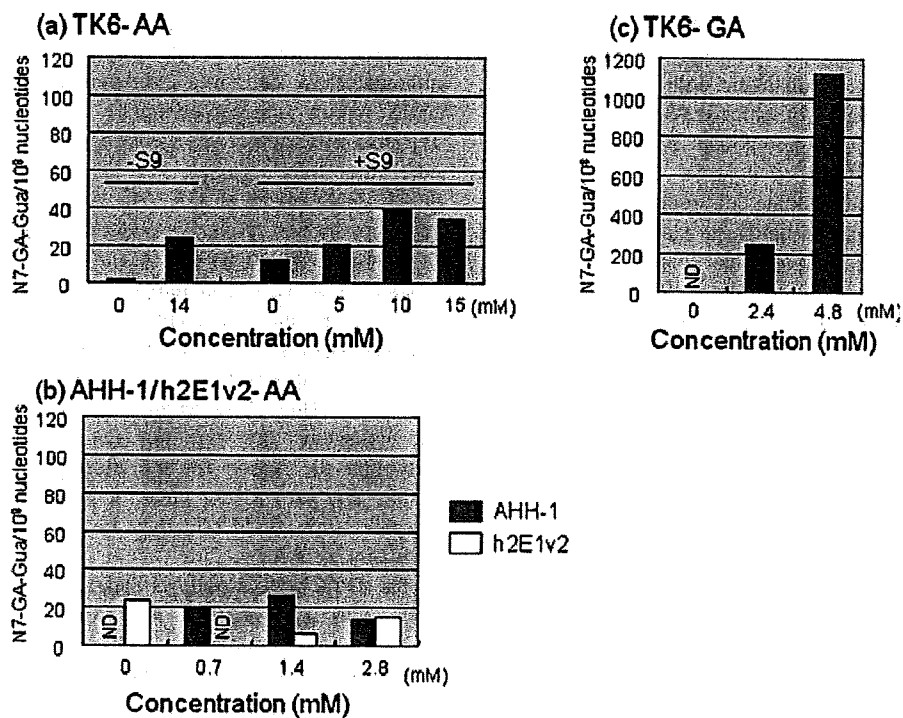 (a) TK6-AA
N7-GA-Gua/10⁸ nucleotides
120
100
80
60
40
20
0
-S9
+S9
0 14 0 5 10 15 (mM)
Concentration (mM)
(c) TK6-GA
N7-GA-Gua/10⁸ nucleotides
1200
1000
800
600
400
200
0
ND
0 2.4 4.8 (mM)
Concentration (mM)
(b) AHH-1/h2E1v2-AA
N7-GA-Gua/10⁸ nucleotides
120
100
80
60
40
20
0
ND ND
0 0.7 1.4 2.8 (mM)
Concentration (mM)
AHH-1
h2E1v2